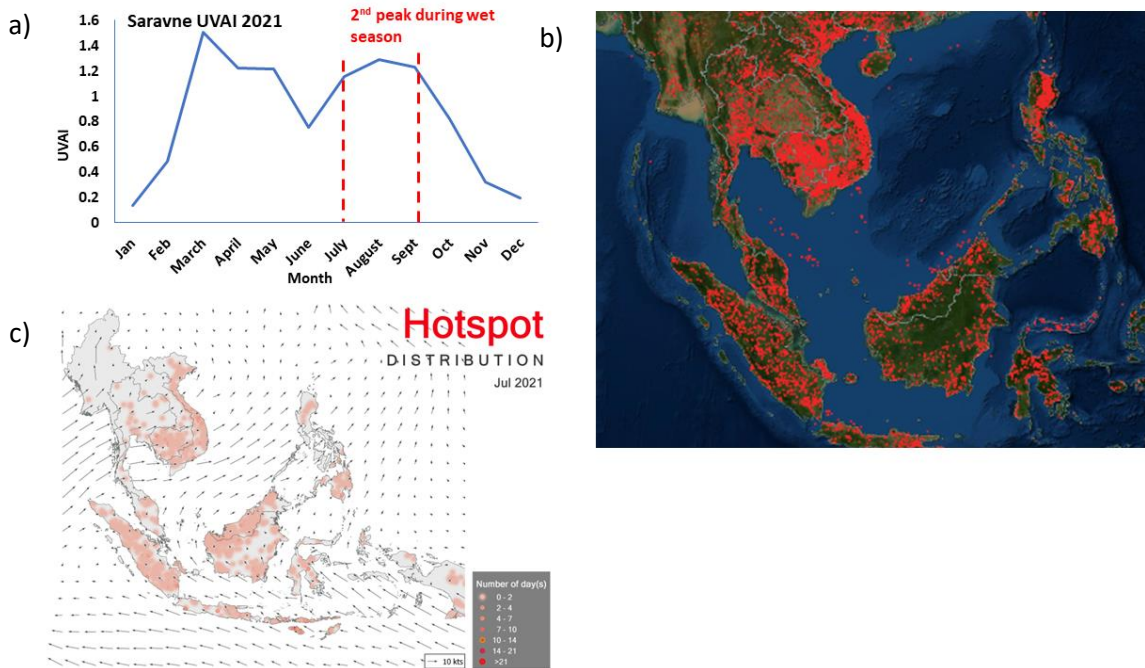 a)
Saravne UVAI 2021
2nd peak during wet
season
1.6
1.4
1.2
1
0.8
0.6
0.4
0.2
0
UVAI
Jan
Feb
March
April
May
June
July
August
Sept
Oct
Nov
Dec
Month
b)
c)
Hotspot
DISTRIBUTION
Jul 2021
Number of day(s)
0 - 2
2 - 4
4 - 7
7 - 10
10 - 14
14 - 21
>21
10 kts